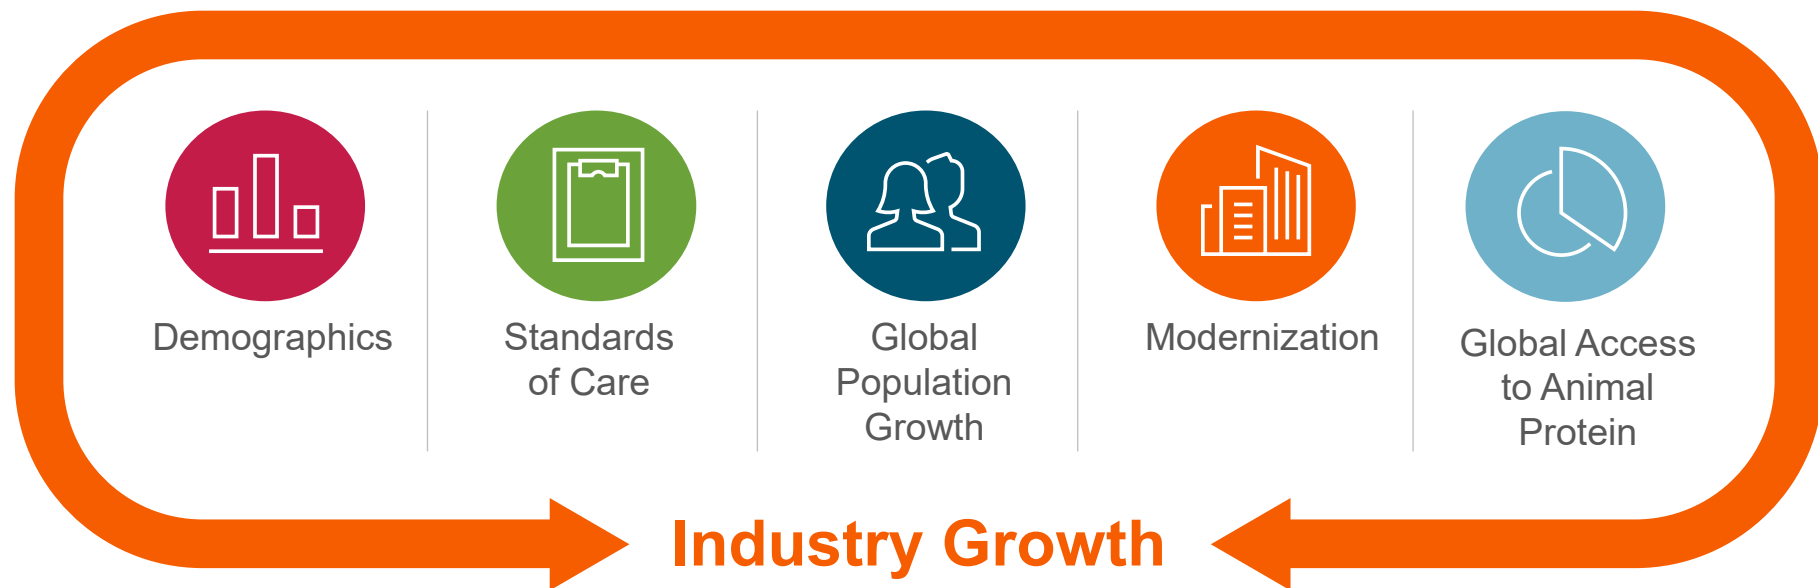 Demographics
Standards
of Care
Global
Population
Growth
Modernization
Global Access
to Animal
Protein
Industry Growth